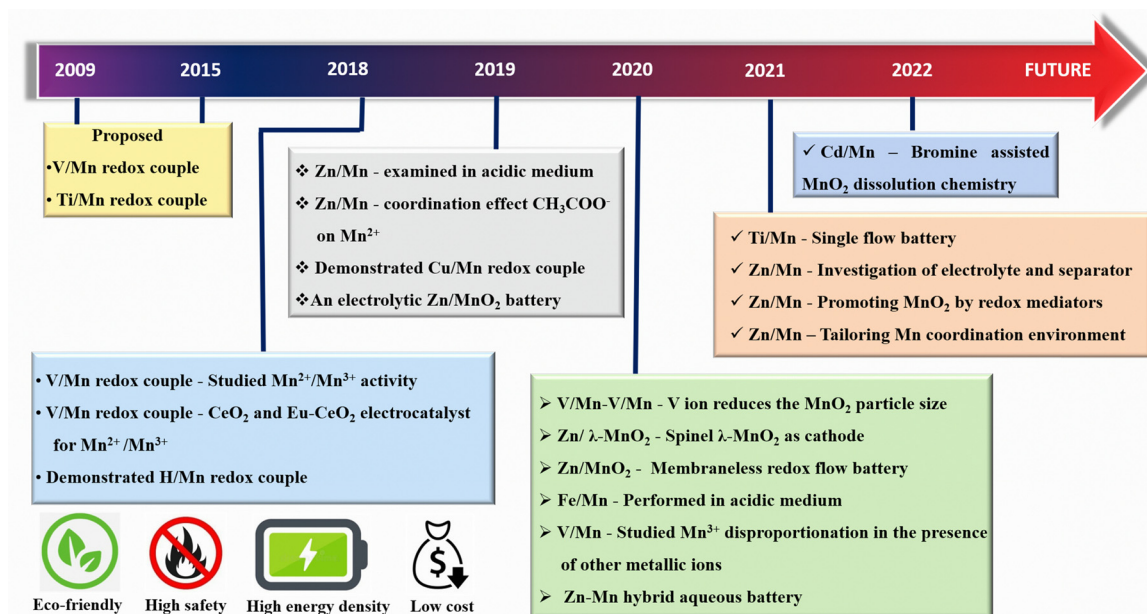 2009 2015 2018 2019 2020 2021 2022 FUTURE
Proposed
•V/Mn redox couple
• Ti/Mn redox couple
❖ Zn/Mn - examined in acidic medium
❖ Zn/Mn - coordination effect CH₃COO⁻
on Mn²⁺
❖ Demonstrated Cu/Mn redox couple
❖An electrolytic Zn/MnO₂ battery
✓ Cd/Mn – Bromine assisted
MnO₂ dissolution chemistry
✓ Ti/Mn - Single flow battery
✓ Zn/Mn - Investigation of electrolyte and separator
✓ Zn/Mn - Promoting MnO₂ by redox mediators
✓ Zn/Mn – Tailoring Mn coordination environment
• V/Mn redox couple - Studied Mn²⁺/Mn³⁺ activity
• V/Mn redox couple - CeO₂ and Eu-CeO₂ electrocatalyst
for Mn²⁺ /Mn³⁺
• Demonstrated H/Mn redox couple
➢ V/Mn-V/Mn - V ion reduces the MnO₂ particle size
➢ Zn/ λ-MnO₂ - Spinel λ-MnO₂ as cathode
➢ Zn/MnO₂ - Membraneless redox flow battery
➢ Fe/Mn - Performed in acidic medium
➢ V/Mn - Studied Mn³⁺ disproportionation in the presence
of other metallic ions
➢ Zn-Mn hybrid aqueous battery
$
Eco-friendly High safety High energy density Low cost